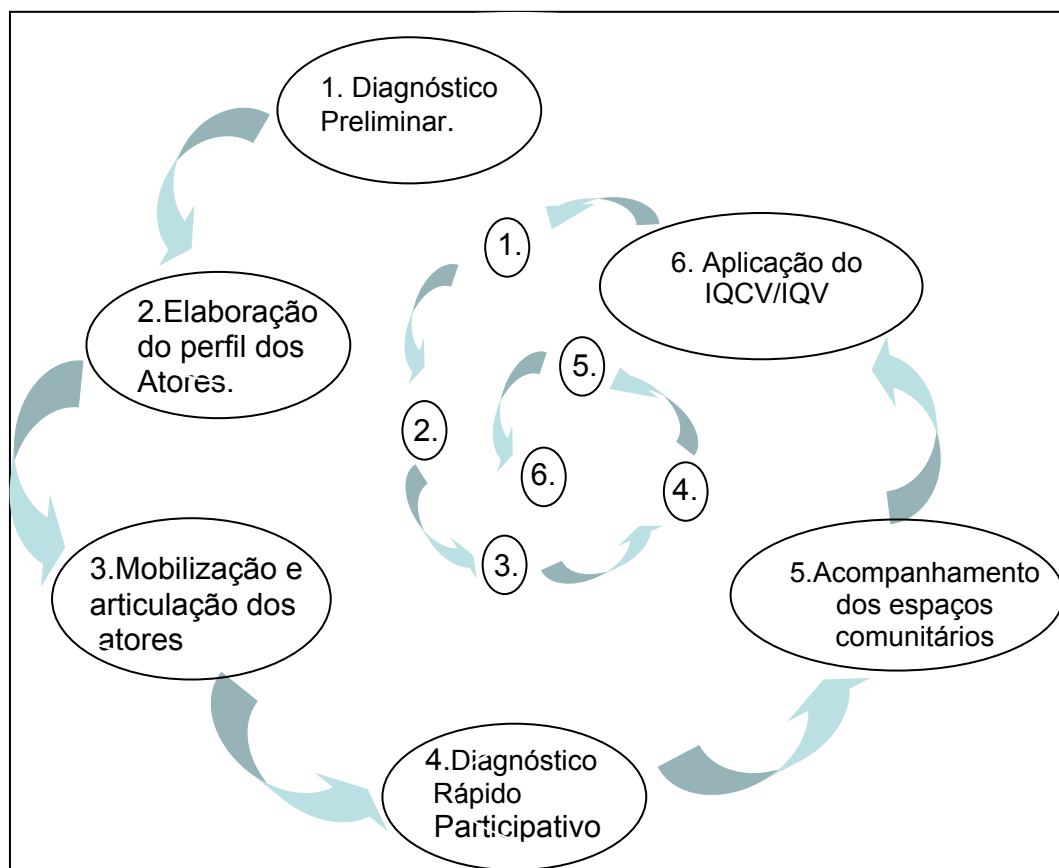 1. Diagnóstico
Preliminar.
2.Elaboração
do perfil dos
Atores.
3.Mobilização e
articulação dos
atores
4.Diagnóstico
Rápido
Participativo
5.Acompanhamento
dos espaços
comunitários
6. Aplicação do
IQCV/IQV
1.
2.
3.
4.
5.
6.